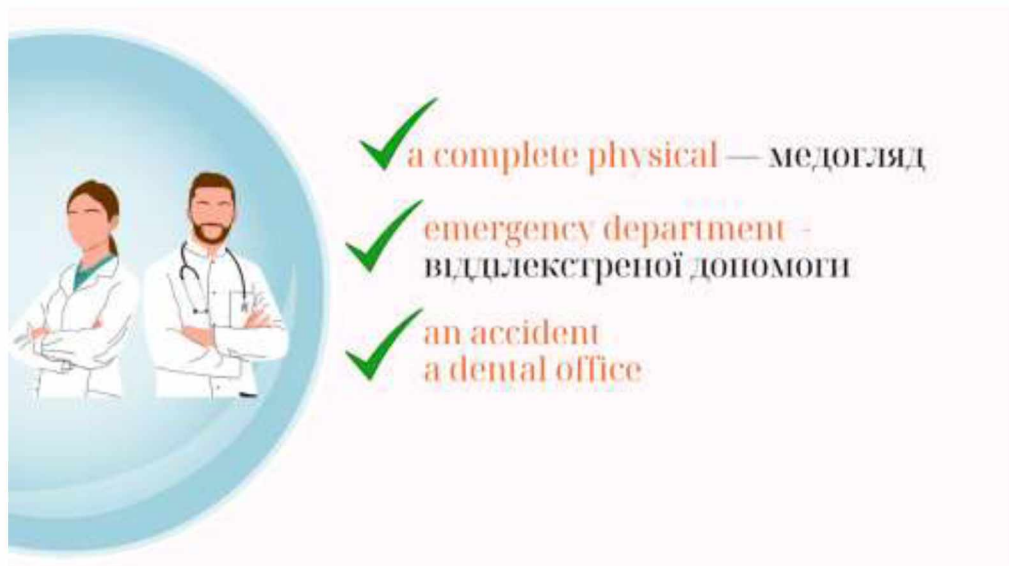 a complete physical — медогляд
emergency department -
відділекстреної допомоги
an accident
a dental office